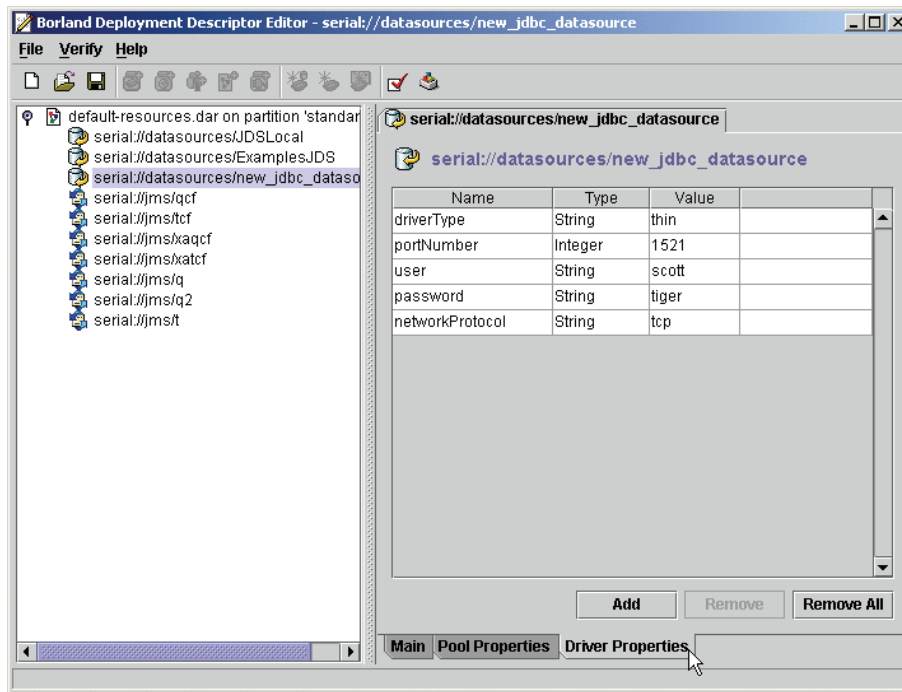 Borland Deployment Descriptor Editor - serial://datasources/new_jdbc_datasource
File Verify Help
default-resources.dar on partition 'standar
serial://datasources/JDSLocal
serial://datasources/ExamplesJDS
serial://datasources/new_jdbc_dataso
serial://jms/qcf
serial://jms/tcf
serial://jms/xaqcf
serial://jms/xatcf
serial://jms/q
serial://jms/q2
serial://jms/t
serial://datasources/new_jdbc_datasource
serial://datasources/new_jdbc_datasource
Name Type Value
driverType String thin
portNumber Integer 1521
user String scott
password String tiger
networkProtocol String tcp
Add Remove Remove All
Main Pool Properties Driver Properties